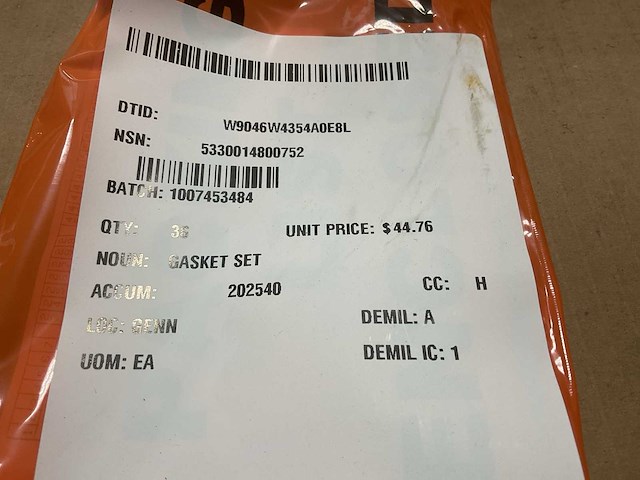 DTID: W9046W4354A0E8L
NSN: 5330014800752
BATCH: 1007453484
QTY: UNIT PRICE: $44.76
NOUN: GASKET SET
ACCUM: 202540 CC: H
LOC: GENN DEMIL: A
UOM: EA DEMIL IC: 1